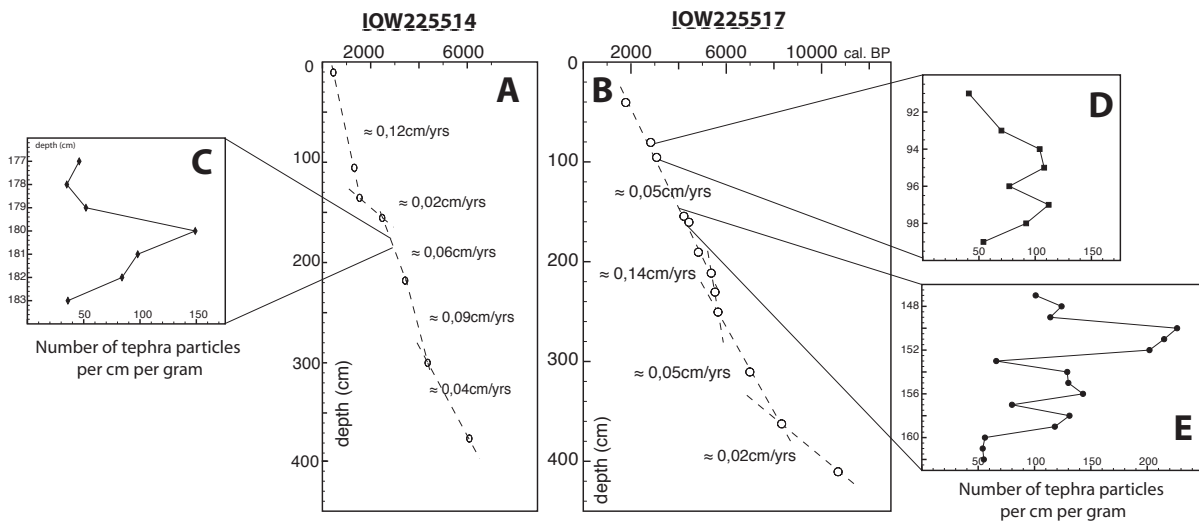 IOW225514
IOW225517
2000 6000
2000 6000 10000 cal. BP
A
0
100
200
300
400
depth (cm)
≈ 0,12cm/yrs
≈ 0,02cm/yrs
≈ 0,06cm/yrs
≈ 0,09cm/yrs
≈ 0,04cm/yrs
B
0
100
200
300
400
depth (cm)
≈ 0,05cm/yrs
≈ 0,14cm/yrs
≈ 0,05cm/yrs
≈ 0,02cm/yrs
C
depth (cm)
177
178
179
180
181
182
183
50 100 150
Number of tephra particles
per cm per gram
D
92
94
96
98
50 100 150
E
148
152
156
160
50 100 200
Number of tephra particles
per cm per gram